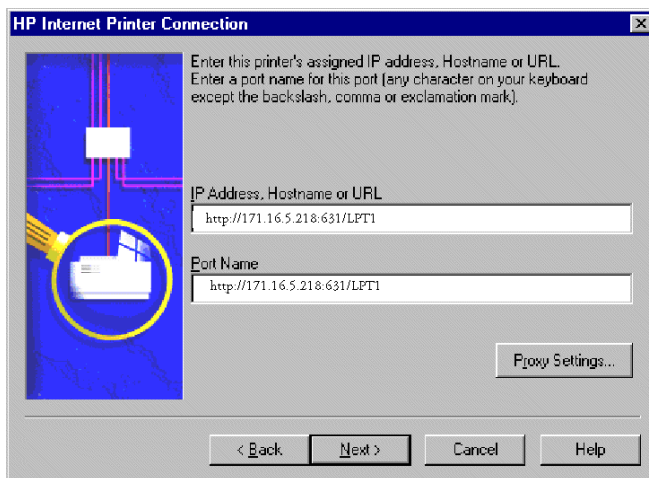 HP Internet Printer Connection
Enter this printer's assigned IP address, Hostname or URL.
Enter a port name for this port (any character on your keyboard
except the backslash, comma or exclamation mark).
IP Address, Hostname or URL
http://171.16.5.218:631/LPT1
Port Name
http://171.16.5.218:631/LPT1
Proxy Settings...
< Back Next > Cancel Help